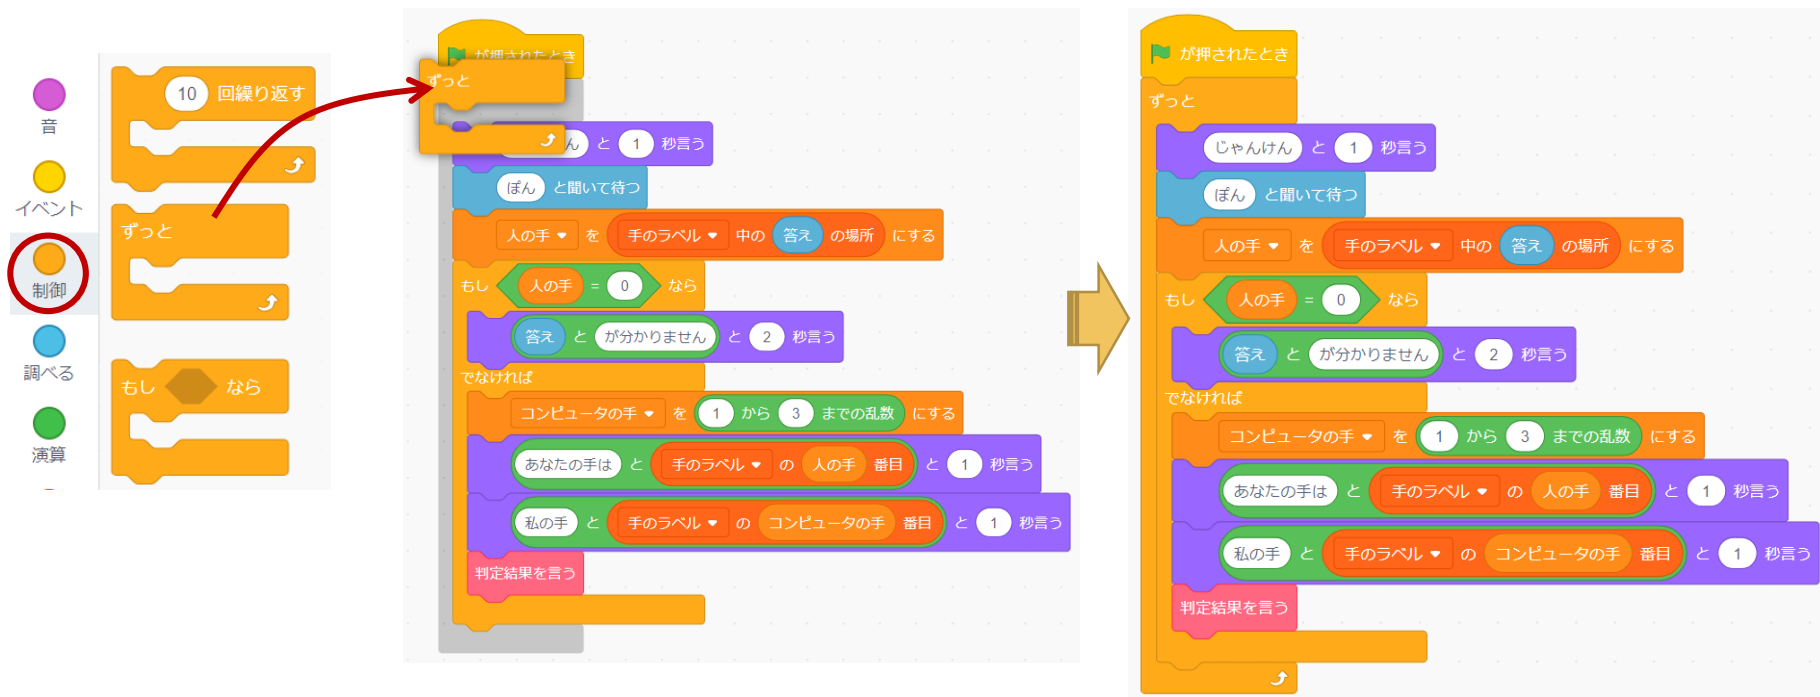 音
イベント
制御
調べる
演算
10 回繰り返す
ずっと
もし なら
が押されたとき
ずっと
ん と 1 秒言う
ぽん と聞いて待つ
人の手 を 手のラベル 中の 答え の場所 にする
もし 人の手 = 0 なら
答え と が分かりません と 2 秒言う
でなければ
コンピュータの手 を 1 から 3 までの乱数 にする
あなたの手は と 手のラベル の 人の手 番目 と 1 秒言う
私の手 と 手のラベル の コンピュータの手 番目 と 1 秒言う
判定結果を言う
が押されたとき
ずっと
じゃんけん と 1 秒言う
ぽん と聞いて待つ
人の手 を 手のラベル 中の 答え の場所 にする
もし 人の手 = 0 なら
答え と が分かりません と 2 秒言う
でなければ
コンピュータの手 を 1 から 3 までの乱数 にする
あなたの手は と 手のラベル の 人の手 番目 と 1 秒言う
私の手 と 手のラベル の コンピュータの手 番目 と 1 秒言う
判定結果を言う